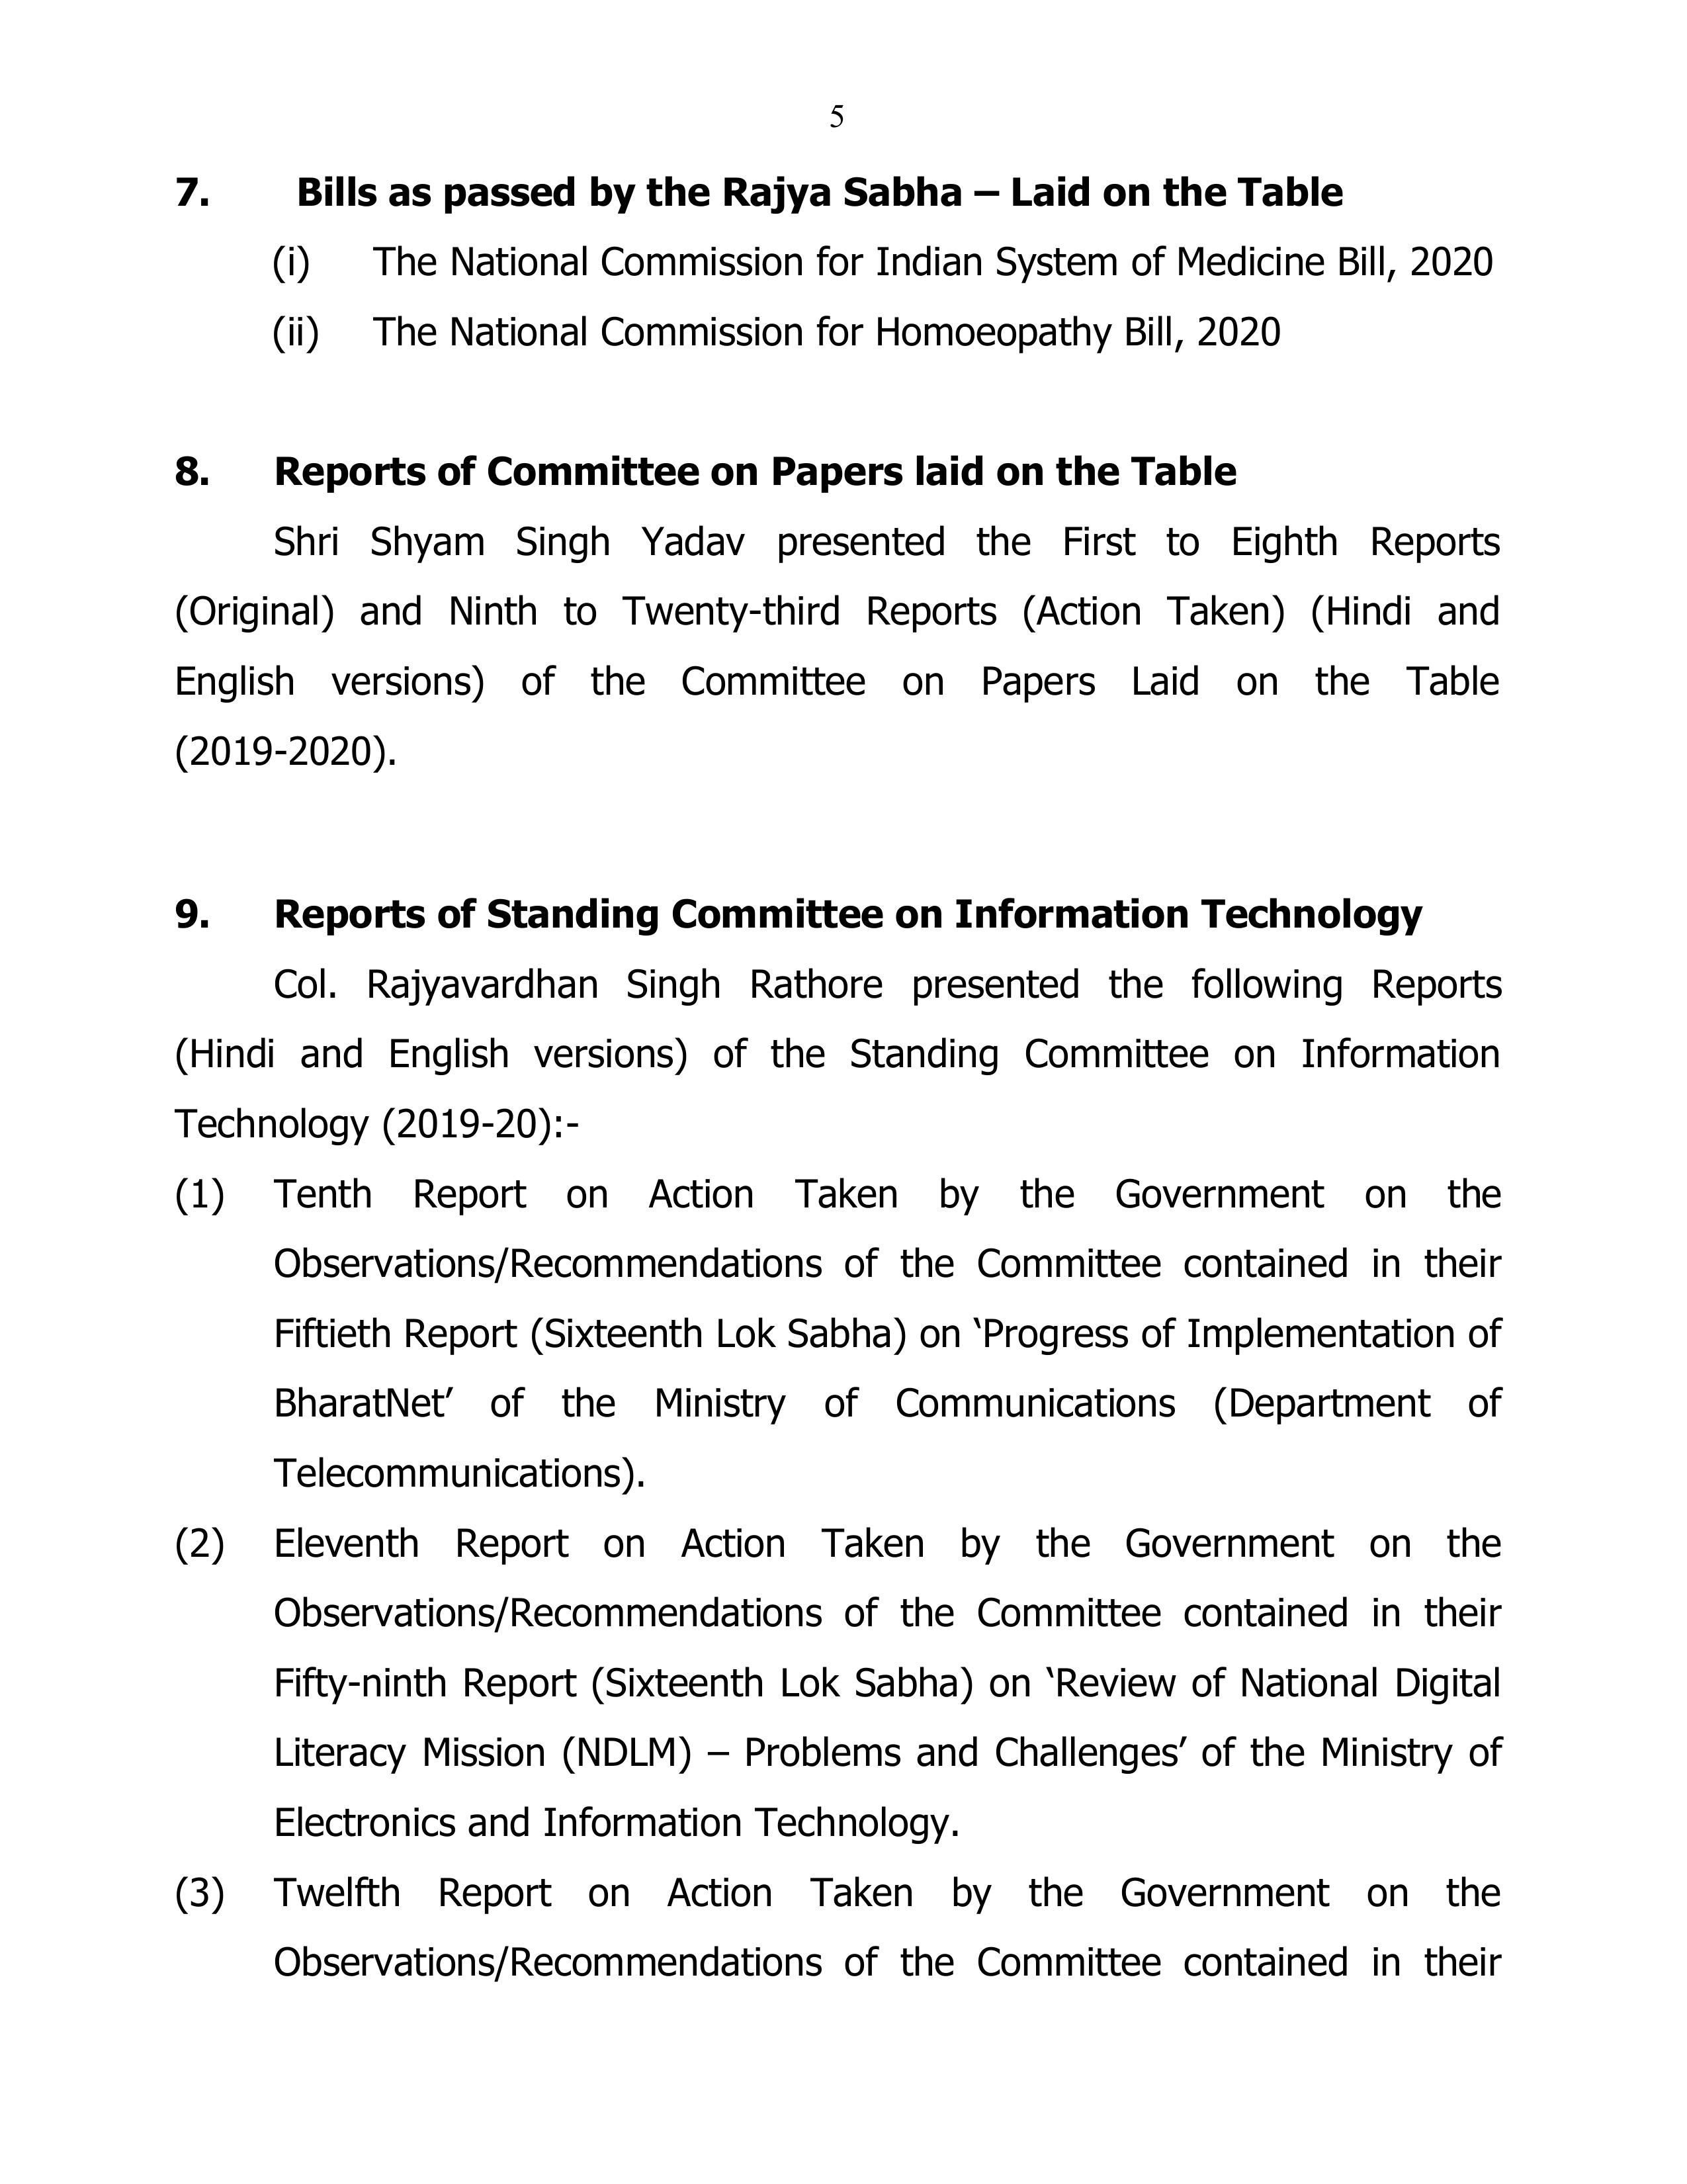 5
7. Bills as passed by the Rajya Sabha – Laid on the Table
(i) The National Commission for Indian System of Medicine Bill, 2020
(ii) The National Commission for Homoeopathy Bill, 2020
8. Reports of Committee on Papers laid on the Table
Shri Shyam Singh Yadav presented the First to Eighth Reports
(Original) and Ninth to Twenty-third Reports (Action Taken) (Hindi and
English versions) of the Committee on Papers Laid on the Table
(2019-2020).
9. Reports of Standing Committee on Information Technology
Col. Rajyavardhan Singh Rathore presented the following Reports
(Hindi and English versions) of the Standing Committee on Information
Technology (2019-20):-
(1) Tenth Report on Action Taken by the Government on the
Observations/Recommendations of the Committee contained in their
Fiftieth Report (Sixteenth Lok Sabha) on ‘Progress of Implementation of
BharatNet’ of the Ministry of Communications (Department of
Telecommunications).
(2) Eleventh Report on Action Taken by the Government on the
Observations/Recommendations of the Committee contained in their
Fifty-ninth Report (Sixteenth Lok Sabha) on ‘Review of National Digital
Literacy Mission (NDLM) – Problems and Challenges’ of the Ministry of
Electronics and Information Technology.
(3) Twelfth Report on Action Taken by the Government on the
Observations/Recommendations of the Committee contained in their